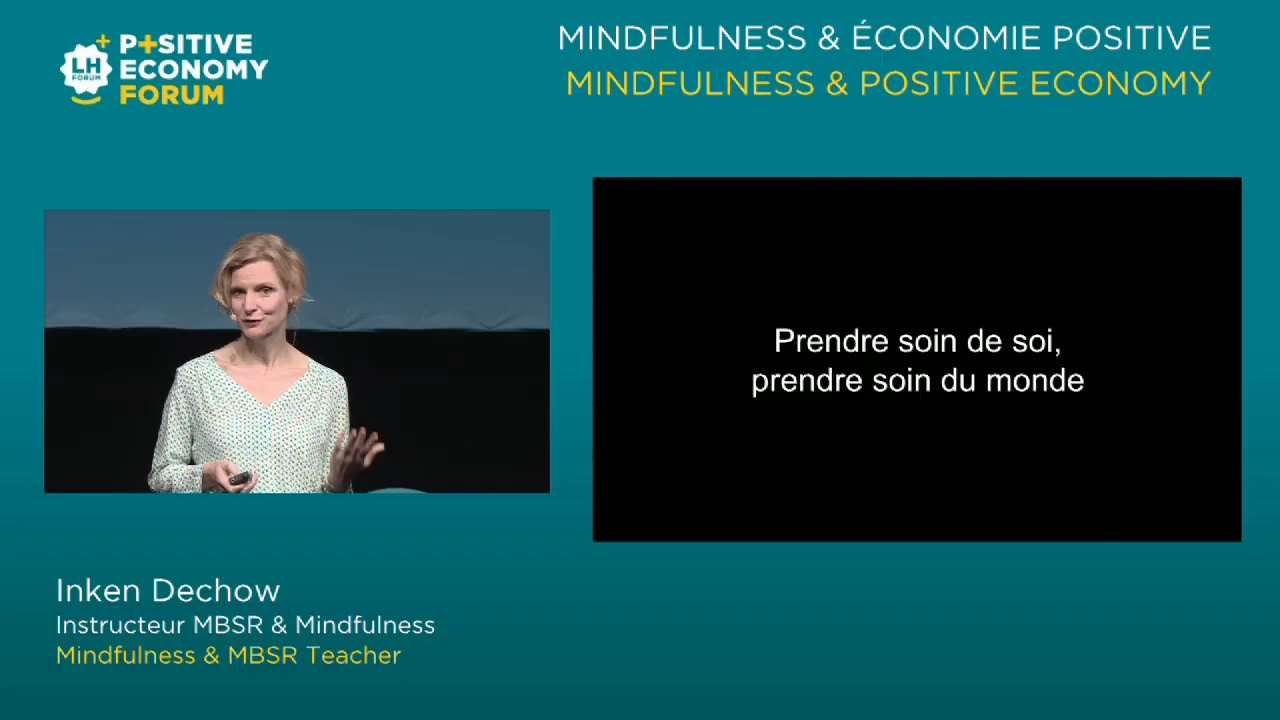 P+SITIVE
ECONOMY
FORUM
LH
FORUM
MINDFULNESS & ÉCONOMIE POSITIVE
MINDFULNESS & POSITIVE ECONOMY
Prendre soin de soi,
prendre soin du monde
Inken Dechow
Instructeur MBSR & Mindfulness
Mindfulness & MBSR Teacher